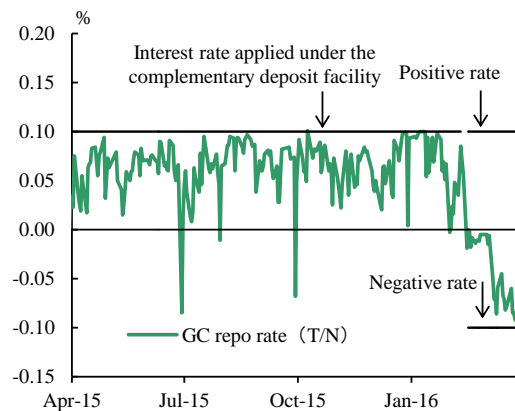 %
0.20
Interest rate applied under the
complementary deposit facility
Positive rate
0.15
0.10
0.05
0.00
Negative rate
-0.05
-0.10
GC repo rate（T/N）
-0.15
Apr-15 Jul-15 Oct-15 Jan-16